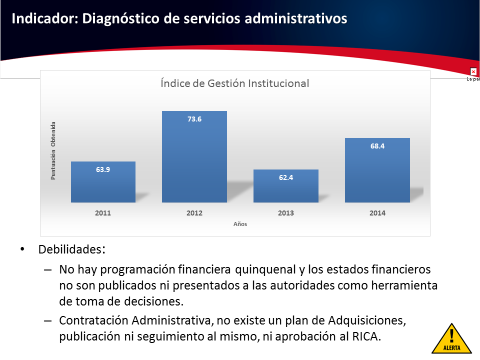 Indicador: Diagnóstico de servicios administrativos
Índice de Gestión Institucional
Puntuación Obtenida
63.9
73.6
62.4
68.4
2011
2012
2013
2014
Años
• Debilidades:
– No hay programación financiera quinquenal y los estados financieros
no son publicados ni presentados a las autoridades como herramienta
de toma de decisiones.
– Contratación Administrativa, no existe un plan de Adquisiciones,
publicación ni seguimiento al mismo, ni aprobación al RICA.
ALERTA